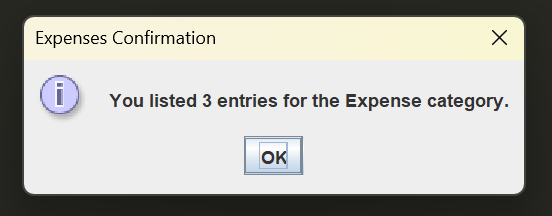 Expenses Confirmation
You listed 3 entries for the Expense category.
OK